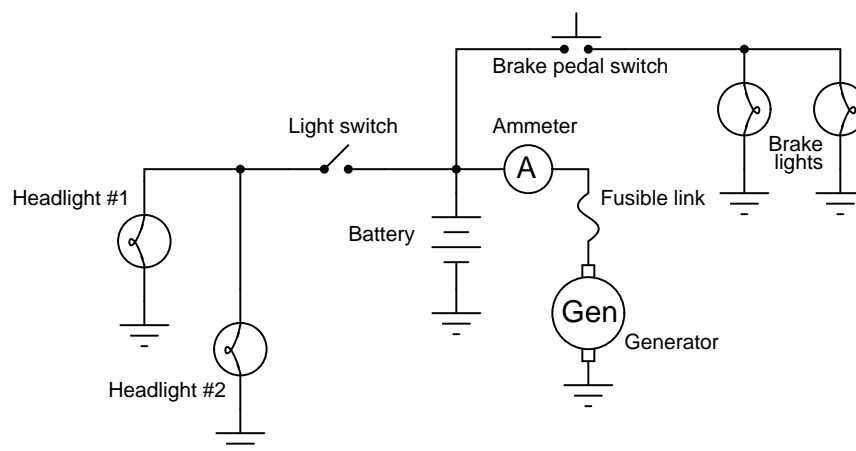 Brake pedal switch
Light switch
Ammeter
A
Brake
lights
Headlight #1
Fusible link
Battery
Gen
Generator
Headlight #2